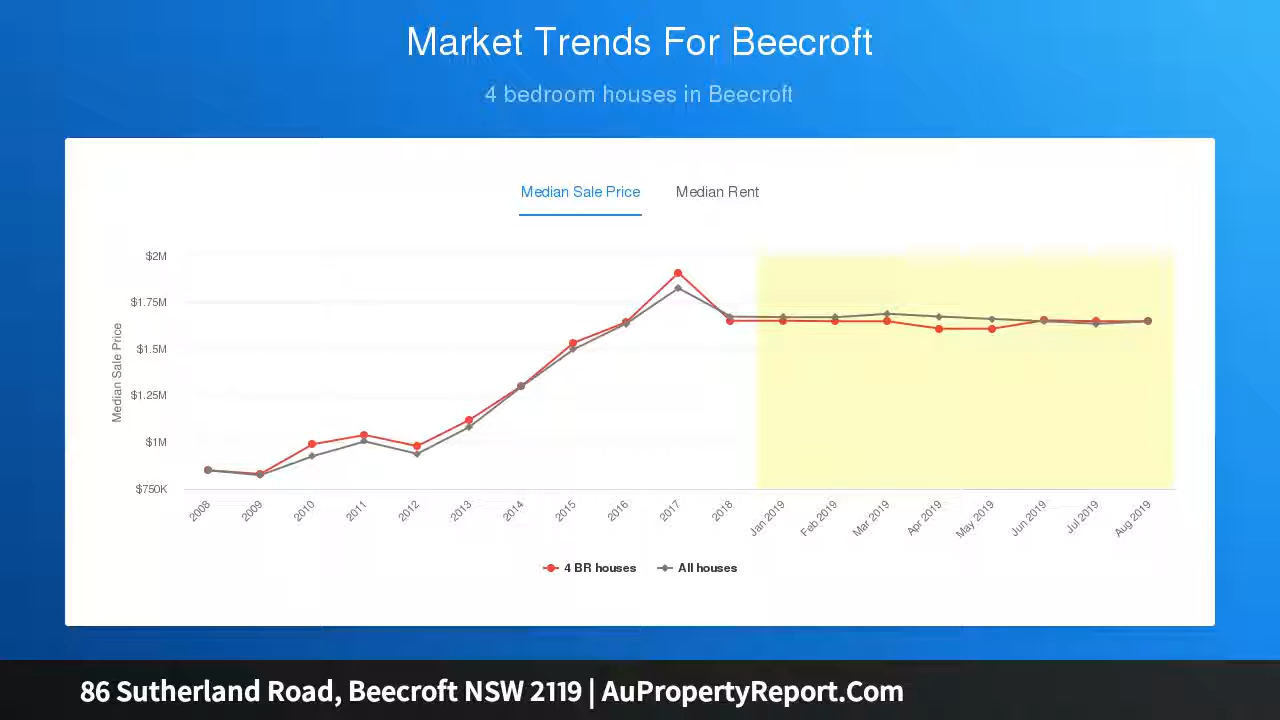 Market Trends For Beecroft
4 bedroom houses in Beecroft
Median Sale Price Median Rent
Median Sale Price
$2M
$1.75M
$1.5M
$1.25M
$1M
$750K
2008 2009 2010 2011 2012 2013 2014 2015 2016 2017 2018 Jan 2019 Feb 2019 Mar 2019 Apr 2019 May 2019 Jun 2019 Jul 2019 Aug 2019
4 BR houses All houses
86 Sutherland Road, Beecroft NSW 2119 | AuPropertyReport.Com